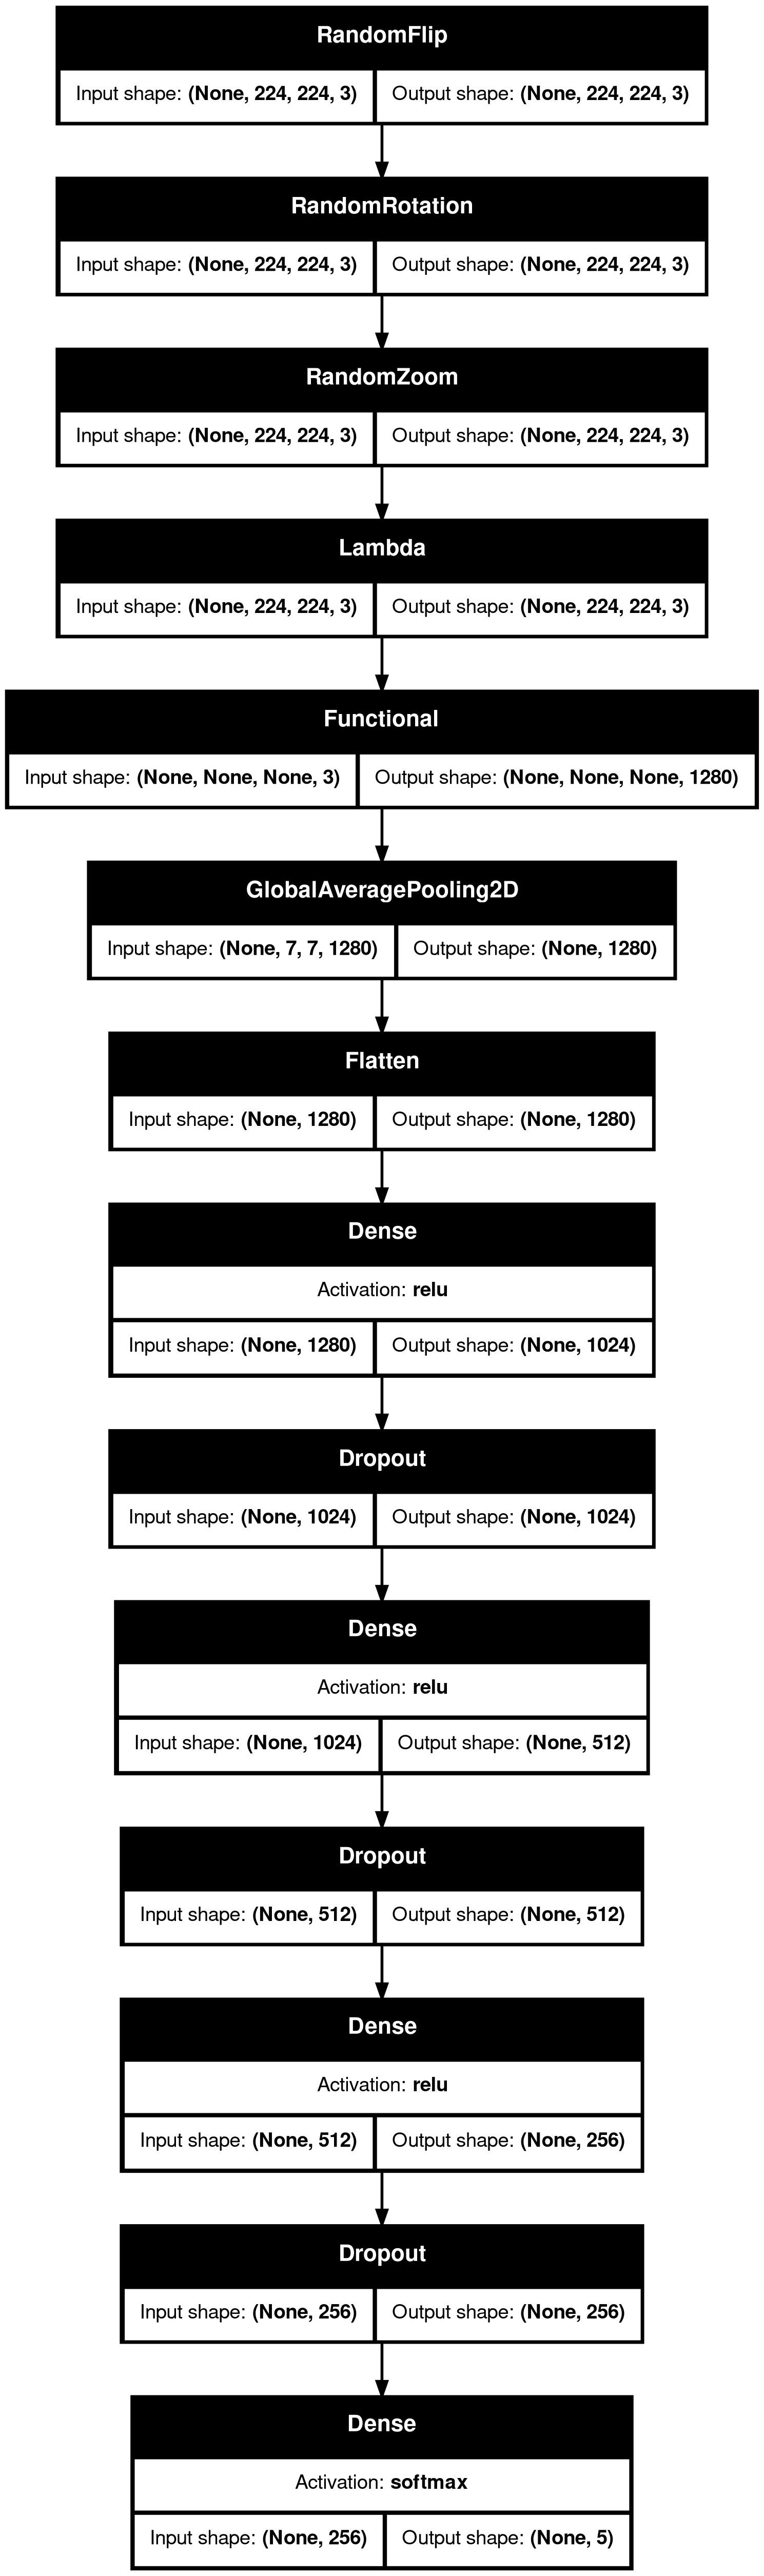 RandomFlip
Input shape: (None, 224, 224, 3) Output shape: (None, 224, 224, 3)
RandomRotation
Input shape: (None, 224, 224, 3) Output shape: (None, 224, 224, 3)
RandomZoom
Input shape: (None, 224, 224, 3) Output shape: (None, 224, 224, 3)
Lambda
Input shape: (None, 224, 224, 3) Output shape: (None, 224, 224, 3)
Functional
Input shape: (None, None, None, 3) Output shape: (None, None, None, 1280)
GlobalAveragePooling2D
Input shape: (None, 7, 7, 1280) Output shape: (None, 1280)
Flatten
Input shape: (None, 1280) Output shape: (None, 1280)
Dense
Activation: relu
Input shape: (None, 1280) Output shape: (None, 1024)
Dropout
Input shape: (None, 1024) Output shape: (None, 1024)
Dense
Activation: relu
Input shape: (None, 1024) Output shape: (None, 512)
Dropout
Input shape: (None, 512) Output shape: (None, 512)
Dense
Activation: relu
Input shape: (None, 512) Output shape: (None, 256)
Dropout
Input shape: (None, 256) Output shape: (None, 256)
Dense
Activation: softmax
Input shape: (None, 256) Output shape: (None, 5)